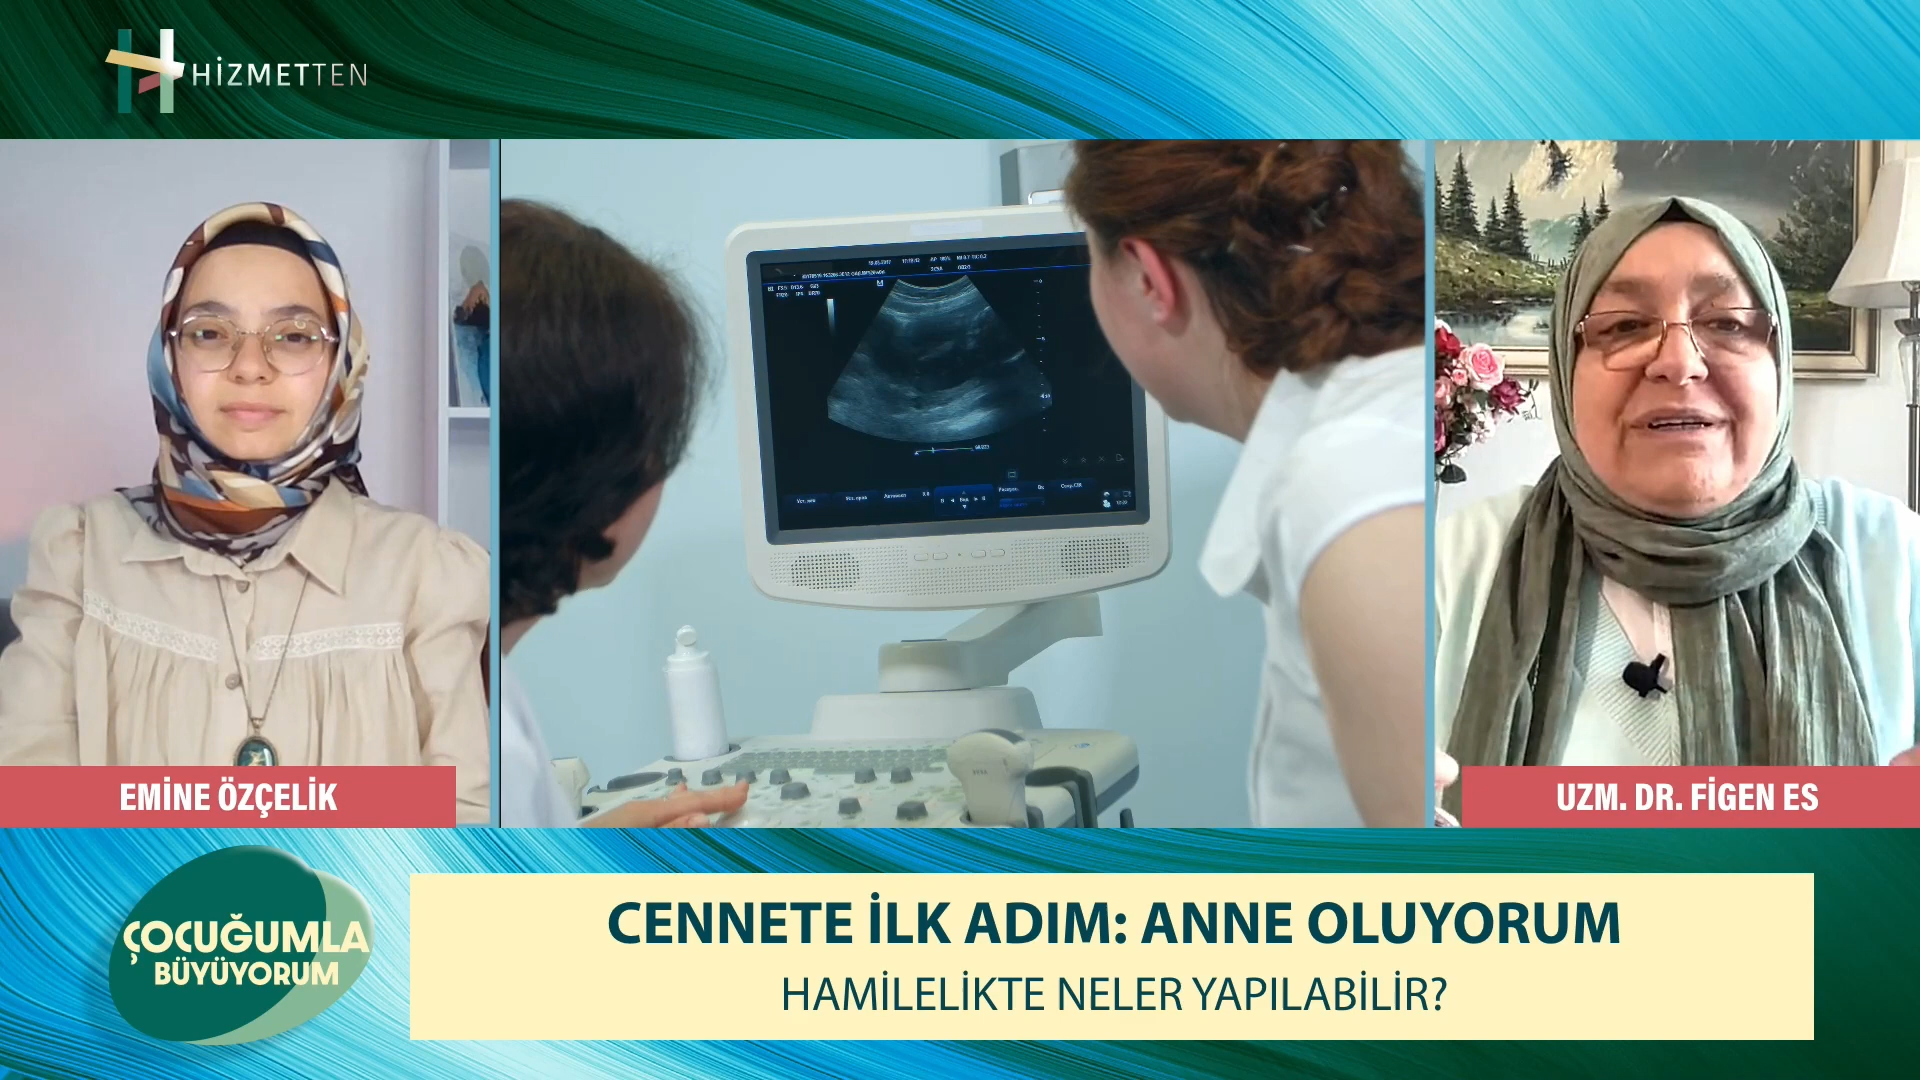 HİZMETTEN
EMİNE ÖZÇELİK
UZM. DR. FİGEN ES
ÇOCUĞUMLA
BÜYÜYORUM
CENNETE İLK ADIM: ANNE OLUYORUM
HAMİLELİKTE NELER YAPILABİLİR?